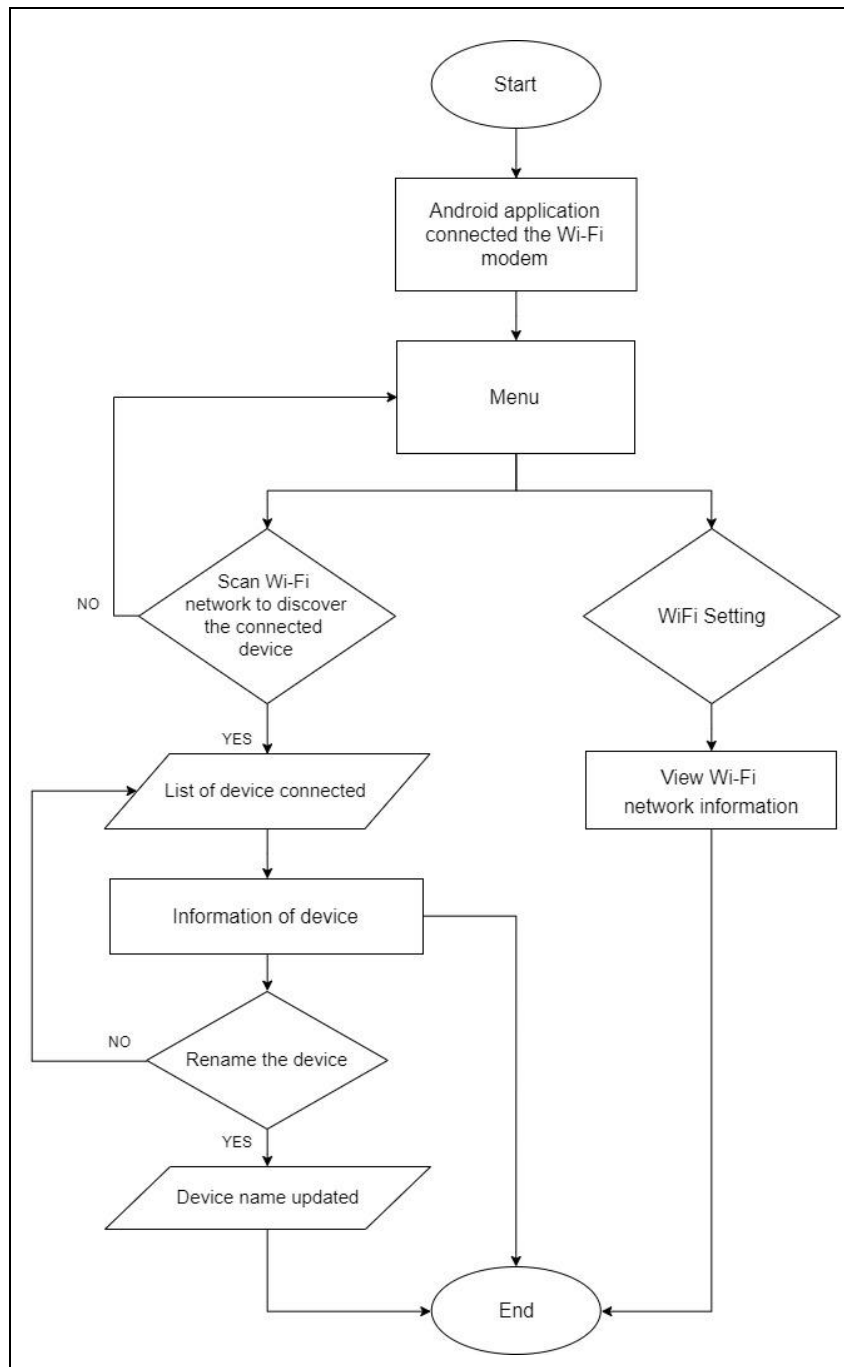 Start
Android application
connected the Wi-Fi
modem
Menu
Scan Wi-Fi
network to discover
the connected
device
NO
WiFi Setting
YES
List of device connected
View Wi-Fi
network information
Information of device
NO
Rename the device
YES
Device name updated
End